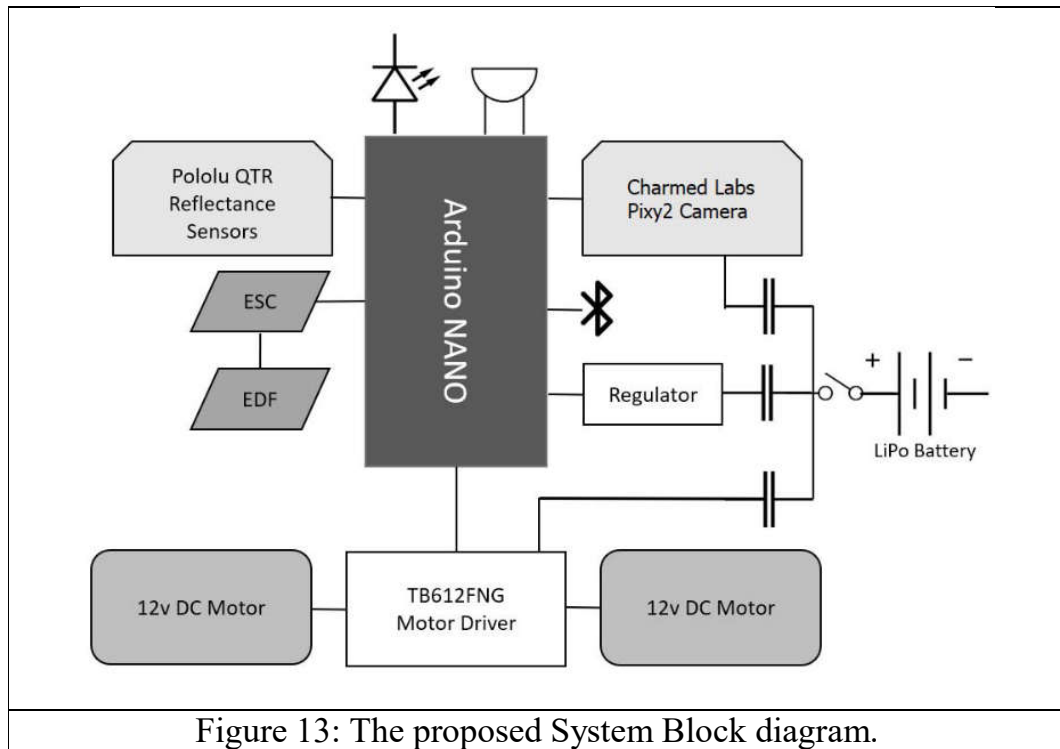 Pololu QTR
Reflectance
Sensors
Arduino NANO
Charmed Labs
Pixy2 Camera
ESC
EDF
Regulator
+
−
LiPo Battery
12v DC Motor
TB612FNG
Motor Driver
12v DC Motor
Figure 13: The proposed System Block diagram.